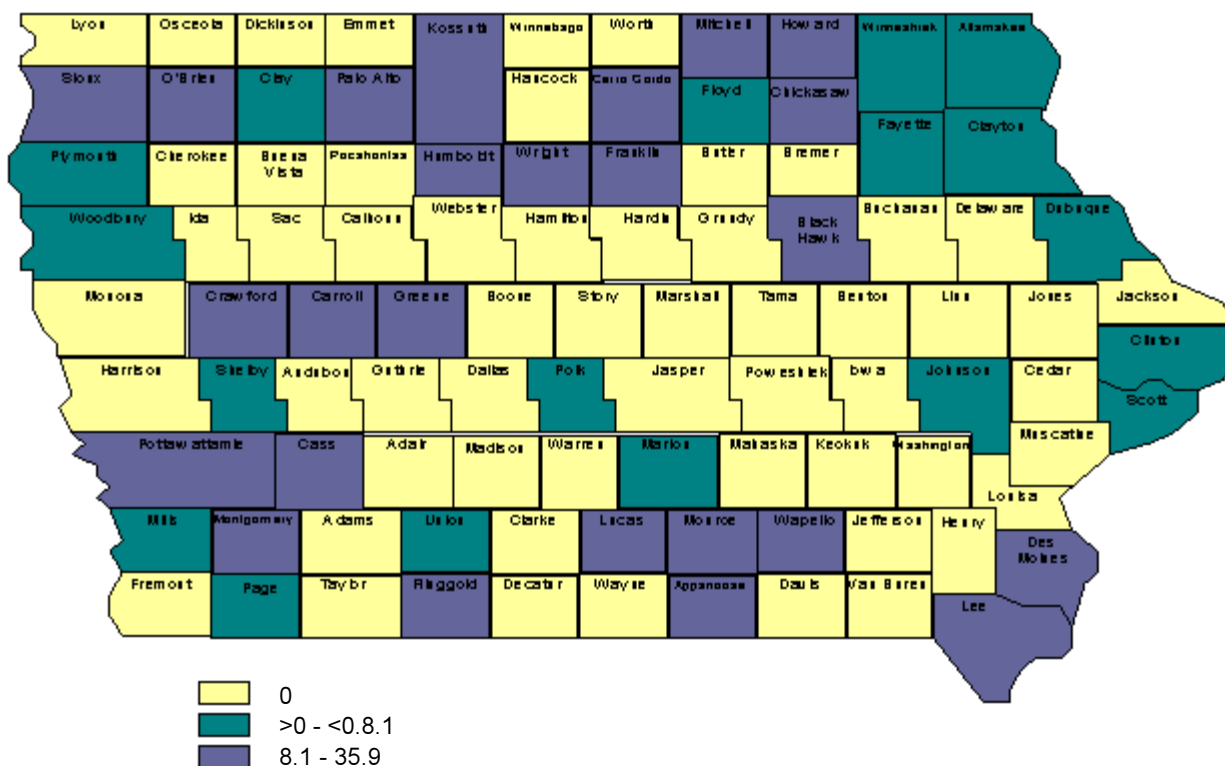 Lyon Osceola Dickinson Emmet Kossuth Winnebago Worth Mitchell Howard Winneshiek Allamakee
Sioux O'Brien Clay Palo Alto Hancock Cerro Gordo Floyd Chickasaw
Fayette Clayton
Plymouth Cherokee Buena Vista Pocahontas Humboldt Wright Franklin Butler Bremer
Woodbury Ida Sac Calhoun Webster Hamilton Hardin Grundy Black Hawk Buchanan Delaware Dubuque
Monona Crawford Carroll Greene Boone Story Marshall Tama Benton Linn Jones Jackson
Clinton
Harrison Shelby Audubon Guthrie Dallas Polk Jasper Poweshiek Iowa Johnson Cedar
Scott
Pottawattamie Cass Adair Madison Warren Marion Mahaska Keokuk Washington Muscatine
Louisa
Mills Montgomery Adams Union Clarke Lucas Monroe Wapello Jefferson Henry Des Moines
Fremont Page Taylor Ringgold Decatur Wayne Appanoose Davis Van Buren Lee
0
>0 - <0.8.1
8.1 - 35.9